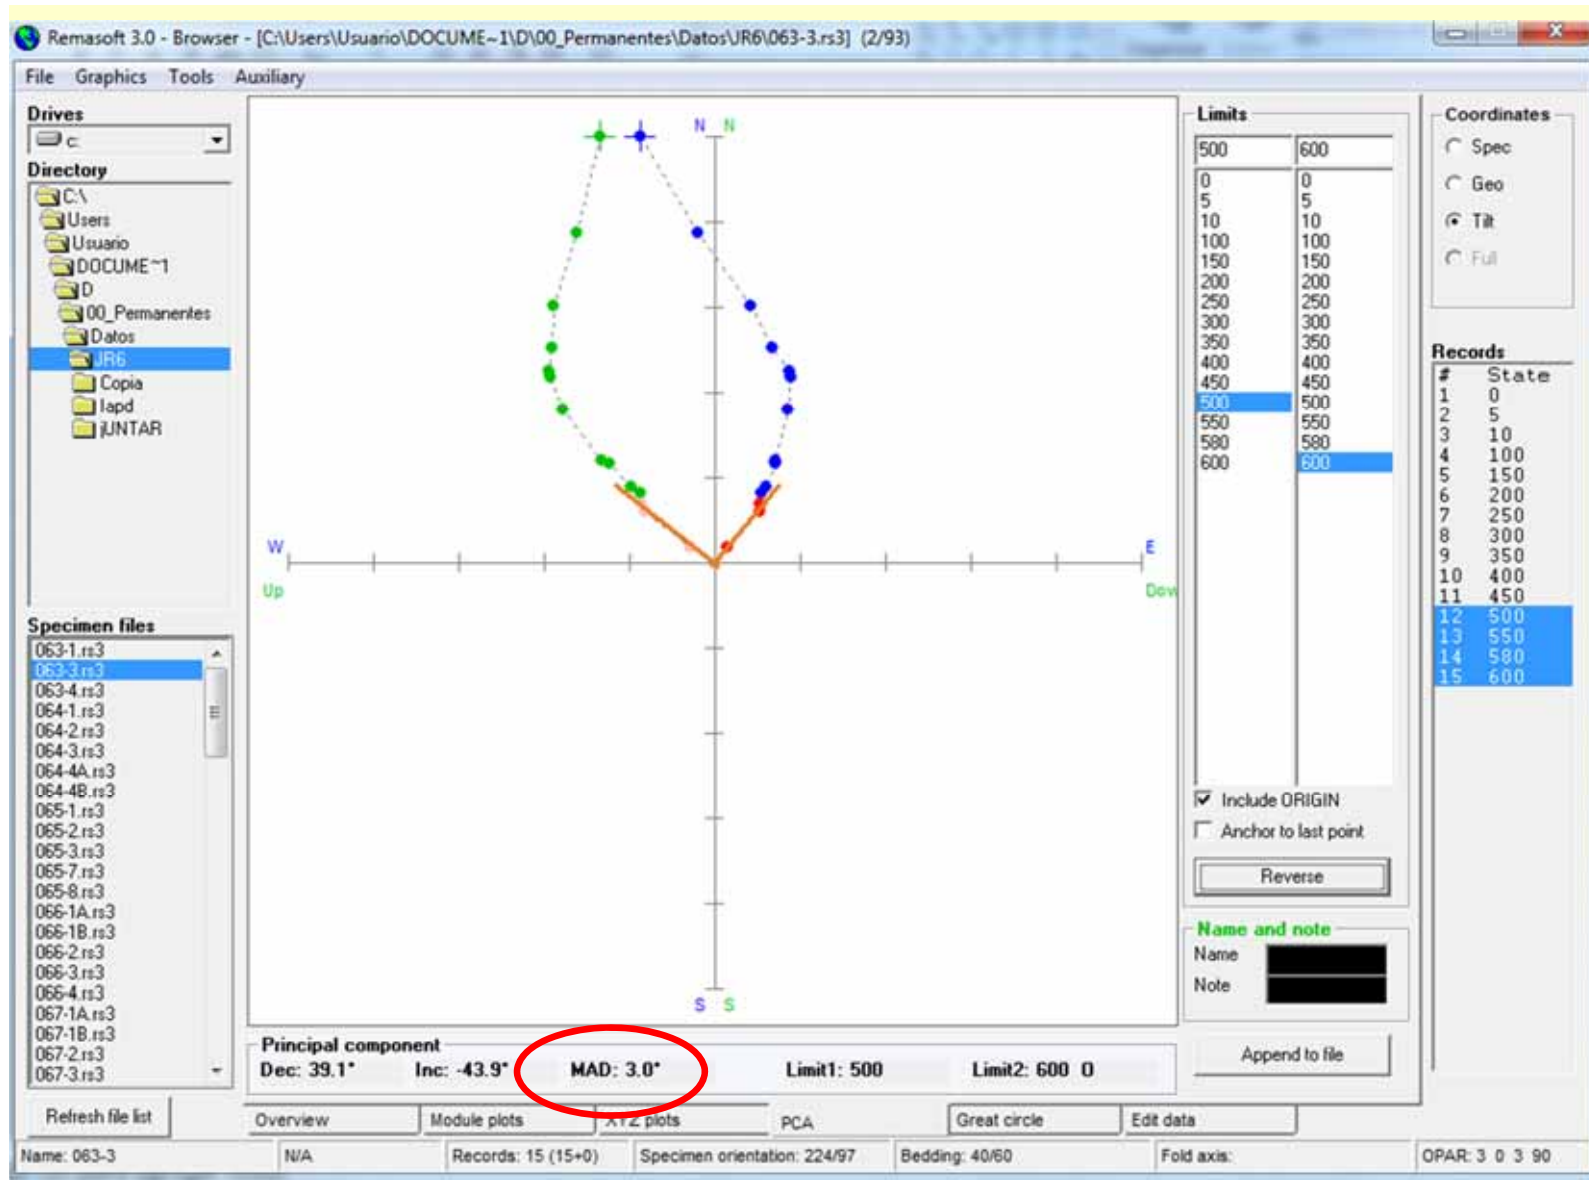 Remasoft 3.0 - Browser - [C:\Users\Usuario\DOCUME~1\D\00_Permanentes\Datos\JR6\063-3.rs3] (2/93)
File Graphics Tools Auxiliary
Drives
c:
Directory
C:\
Users
Usuario
DOCUME~1
D
00_Permanentes
Datos
JR6
Copia
lapd
jUNTAR
Specimen files
063-1.rs3
063-3.rs3
063-4.rs3
064-1.rs3
064-2.rs3
064-3.rs3
064-4A.rs3
064-4B.rs3
065-1.rs3
065-2.rs3
065-3.rs3
065-7.rs3
065-8.rs3
066-1A.rs3
066-1B.rs3
066-2.rs3
066-3.rs3
066-4.rs3
067-1A.rs3
067-1B.rs3
067-2.rs3
067-3.rs3
Refresh file list
N N
W E
Up Dow
S S
Principal component
Dec: 39.1° Inc: -43.9° MAD: 3.0° Limit1: 500 Limit2: 600 O
Overview Module plots XYZ plots PCA Great circle Edit data
Limits
500 600
0 0
5 5
10 10
100 100
150 150
200 200
250 250
300 300
350 350
400 400
450 450
500 500
550 550
580 580
600 600
Include ORIGIN
Anchor to last point
Reverse
Name and note
Name
Note
Append to file
Coordinates
Spec
Geo
Tilt
Full
Records
# State
1 0
2 5
3 10
4 100
5 150
6 200
7 250
8 300
9 350
10 400
11 450
12 500
13 550
14 580
15 600
Name: 063-3 N/A Records: 15 (15+0) Specimen orientation: 224/97 Bedding: 40/60 Fold axis: OPAR: 3 0 3 90